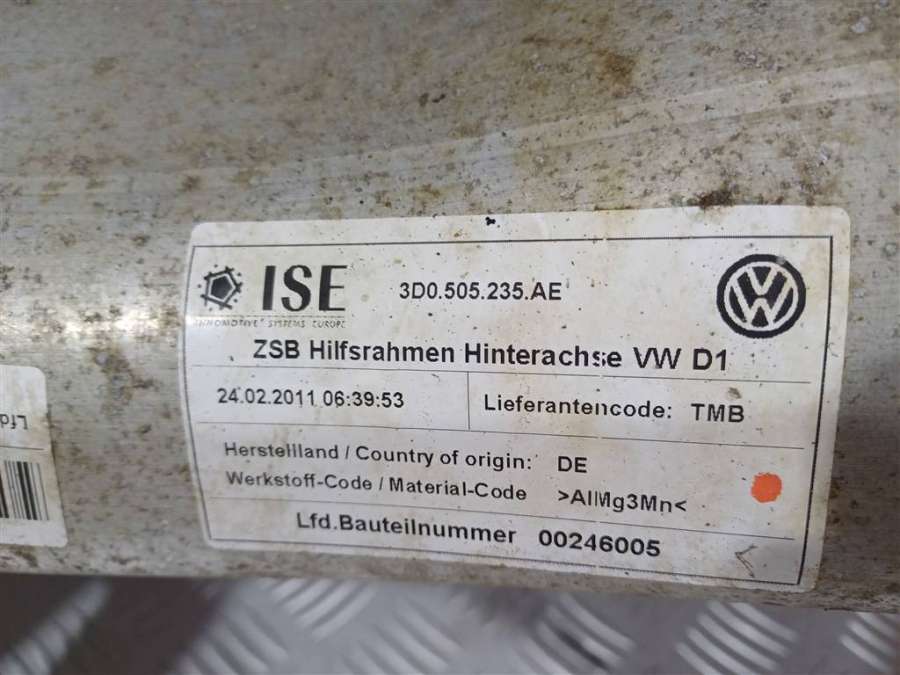 ISE
INNOMOTIVE SYSTEMS EUROPE
3D0.505.235.AE
ZSB Hilfsrahmen Hinterachse VW D1
24.02.2011 06:39:53
Lieferantencode: TMB
Herstellland / Country of origin: DE
Werkstoff-Code / Material-Code >AlMg3Mn<
Lfd.Bauteilnummer 00246005
Lfd